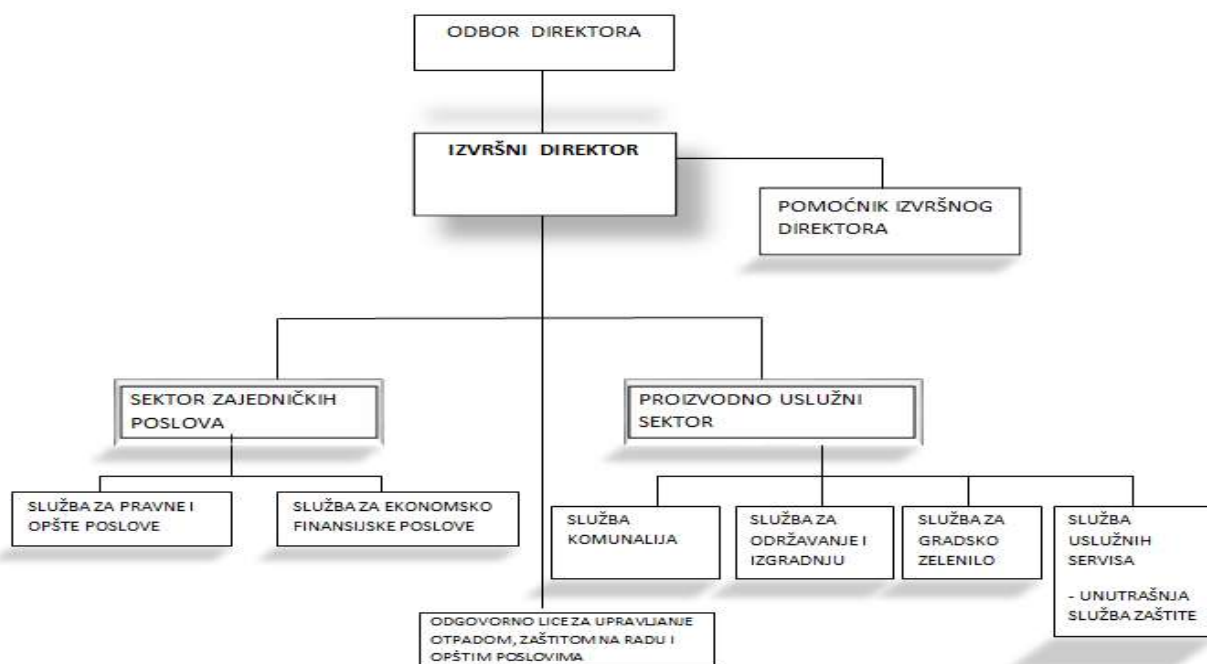 ODBOR DIREKTORA
IZVRŠNI DIREKTOR
POMOĆNIK IZVRŠNOG
DIREKTORA
SEKTOR ZAJEDNIČKIH
POSLOVA
PROIZVODNO USLUŽNI
SEKTOR
SLUŽBA ZA PRAVNE I
OPŠTE POSLOVE
SLUŽBA ZA EKONOMSKO
FINANSIJSKE POSLOVE
SLUŽBA
KOMUNALIJA
SLUŽBA ZA
ODRŽAVANJE I
IZGRADNJU
SLUŽBA ZA
GRADSKO
ZELENILO
SLUŽBA
USLUŽNIH
SERVISA
- UNUTRAŠNJA
SLUŽBA ZAŠTITE
ODGOVORNO LICE ZA UPRAVLJANJE
OTPADOM, ZAŠTITOM NA RADU I
OPŠTIM POSLOVIMA